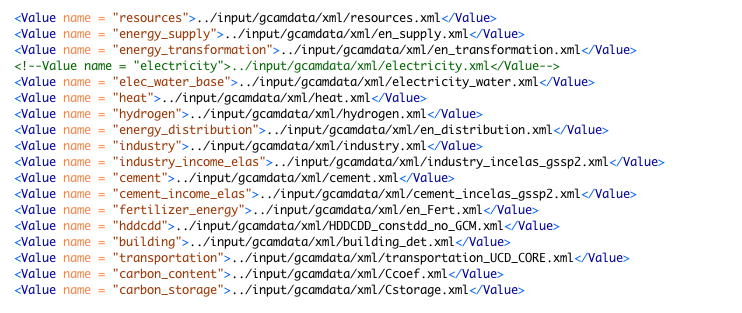 <Value name = "resources">../input/gcamdata/xml/resources.xml</Value>
<Value name = "energy_supply">../input/gcamdata/xml/en_supply.xml</Value>
<Value name = "energy_transformation">../input/gcamdata/xml/en_transformation.xml</Value>
<!--Value name = "electricity">../input/gcamdata/xml/electricity.xml</Value-->
<Value name = "elec_water_base">../input/gcamdata/xml/electricity_water.xml</Value>
<Value name = "heat">../input/gcamdata/xml/heat.xml</Value>
<Value name = "hydrogen">../input/gcamdata/xml/hydrogen.xml</Value>
<Value name = "energy_distribution">../input/gcamdata/xml/en_distribution.xml</Value>
<Value name = "industry">../input/gcamdata/xml/industry.xml</Value>
<Value name = "industry_income_elas">../input/gcamdata/xml/industry_incelas_gssp2.xml</Value>
<Value name = "cement">../input/gcamdata/xml/cement.xml</Value>
<Value name = "cement_income_elas">../input/gcamdata/xml/cement_incelas_gssp2.xml</Value>
<Value name = "fertilizer_energy">../input/gcamdata/xml/en_Fert.xml</Value>
<Value name = "hddcdd">../input/gcamdata/xml/HDDCDD_constdd_no_GCM.xml</Value>
<Value name = "building">../input/gcamdata/xml/building_det.xml</Value>
<Value name = "transportation">../input/gcamdata/xml/transportation_UCD_CORE.xml</Value>
<Value name = "carbon_content">../input/gcamdata/xml/Ccoef.xml</Value>
<Value name = "carbon_storage">../input/gcamdata/xml/Cstorage.xml</Value>